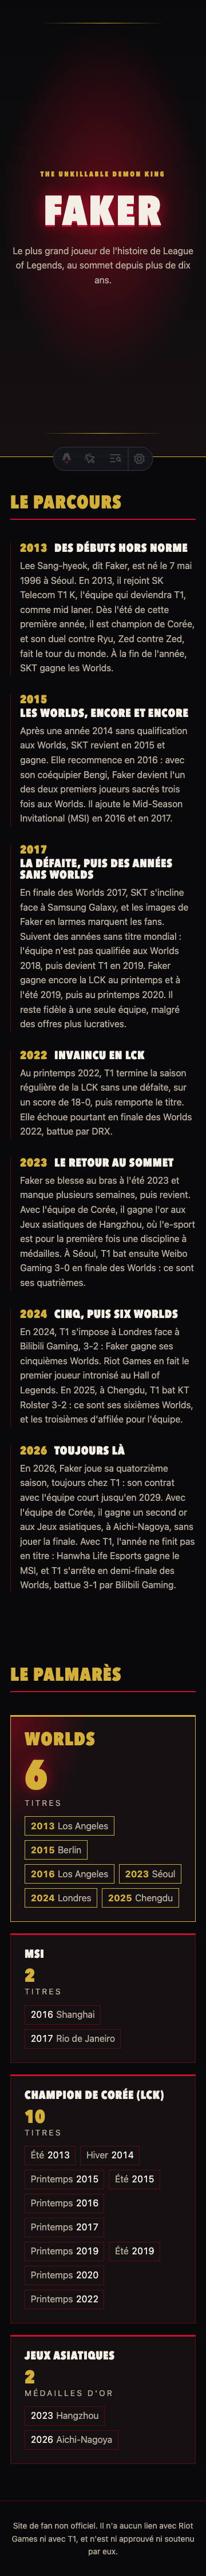 THE UNKILLABLE DEMON KING
FAKER
Le plus grand joueur de l'histoire de League
of Legends, au sommet depuis plus de dix
ans.
LE PARCOURS
2013 DES DÉBUTS HORS NORME
Lee Sang-hyeok, dit Faker, est né le 7 mai
1996 à Séoul. En 2013, il rejoint SK
Telecom T1 K, l'équipe qui deviendra T1,
comme mid laner. Dès l'été de cette
première année, il est champion de Corée,
et son duel contre Ryu, Zed contre Zed,
fait le tour du monde. À la fin de l'année,
SKT gagne les Worlds.
2015
LES WORLDS, ENCORE ET ENCORE
Après une année 2014 sans qualification
aux Worlds, SKT revient en 2015 et
gagne. Elle recommence en 2016 : avec
son coéquipier Bengi, Faker devient l'un
des deux premiers joueurs sacrés trois
fois aux Worlds. Il ajoute le Mid-Season
Invitational (MSI) en 2016 et en 2017.
2017
LA DÉFAITE, PUIS DES ANNÉES
SANS WORLDS
En finale des Worlds 2017, SKT s'incline
face à Samsung Galaxy, et les images de
Faker en larmes marquent les fans.
Suivent des années sans titre mondial :
l'équipe n'est pas qualifiée aux Worlds
2018, puis devient T1 en 2019. Faker
gagne encore la LCK au printemps et à
l'été 2019, puis au printemps 2020. Il
reste fidèle à une seule équipe, malgré
des offres plus lucratives.
2022 INVAINCU EN LCK
Au printemps 2022, T1 termine la saison
régulière de la LCK sans une défaite, sur
un score de 18-0, puis remporte le titre.
Elle échoue pourtant en finale des Worlds
2022, battue par DRX.
2023 LE RETOUR AU SOMMET
Faker se blesse au bras à l'été 2023 et
manque plusieurs semaines, puis revient.
Avec l'équipe de Corée, il gagne l'or aux
Jeux asiatiques de Hangzhou, où l'e-sport
est pour la première fois une discipline à
médailles. À Séoul, T1 bat ensuite Weibo
Gaming 3-0 en finale des Worlds : ce sont
ses quatrièmes.
2024 CINQ, PUIS SIX WORLDS
En 2024, T1 s'impose à Londres face à
Bilibili Gaming, 3-2 : Faker gagne ses
cinquièmes Worlds. Riot Games en fait le
premier joueur intronisé au Hall of
Legends. En 2025, à Chengdu, T1 bat KT
Rolster 3-2 : ce sont ses sixièmes Worlds,
et les troisièmes d'affilée pour l'équipe.
2026 TOUJOURS LÀ
En 2026, Faker joue sa quatorzième
saison, toujours chez T1 : son contrat
avec l'équipe court jusqu'en 2029. Avec
l'équipe de Corée, il gagne un second or
aux Jeux asiatiques, à Aichi-Nagoya, sans
jouer la finale. Avec T1, l'année ne finit pas
en titre : Hanwha Life Esports gagne le
MSI, et T1 s'arrête en demi-finale des
Worlds, battue 3-1 par Bilibili Gaming.
LE PALMARÈS
WORLDS
6
TITRES
2013 Los Angeles
2015 Berlin
2016 Los Angeles 2023 Séoul
2024 Londres 2025 Chengdu
MSI
2
TITRES
2016 Shanghai
2017 Rio de Janeiro
CHAMPION DE CORÉE (LCK)
10
TITRES
Été 2013 Hiver 2014
Printemps 2015 Été 2015
Printemps 2016
Printemps 2017
Printemps 2019 Été 2019
Printemps 2020
Printemps 2022
JEUX ASIATIQUES
2
MÉDAILLES D'OR
2023 Hangzhou
2026 Aichi-Nagoya
Site de fan non officiel. Il n'a aucun lien avec Riot
Games ni avec T1, et n'est ni approuvé ni soutenu
par eux.